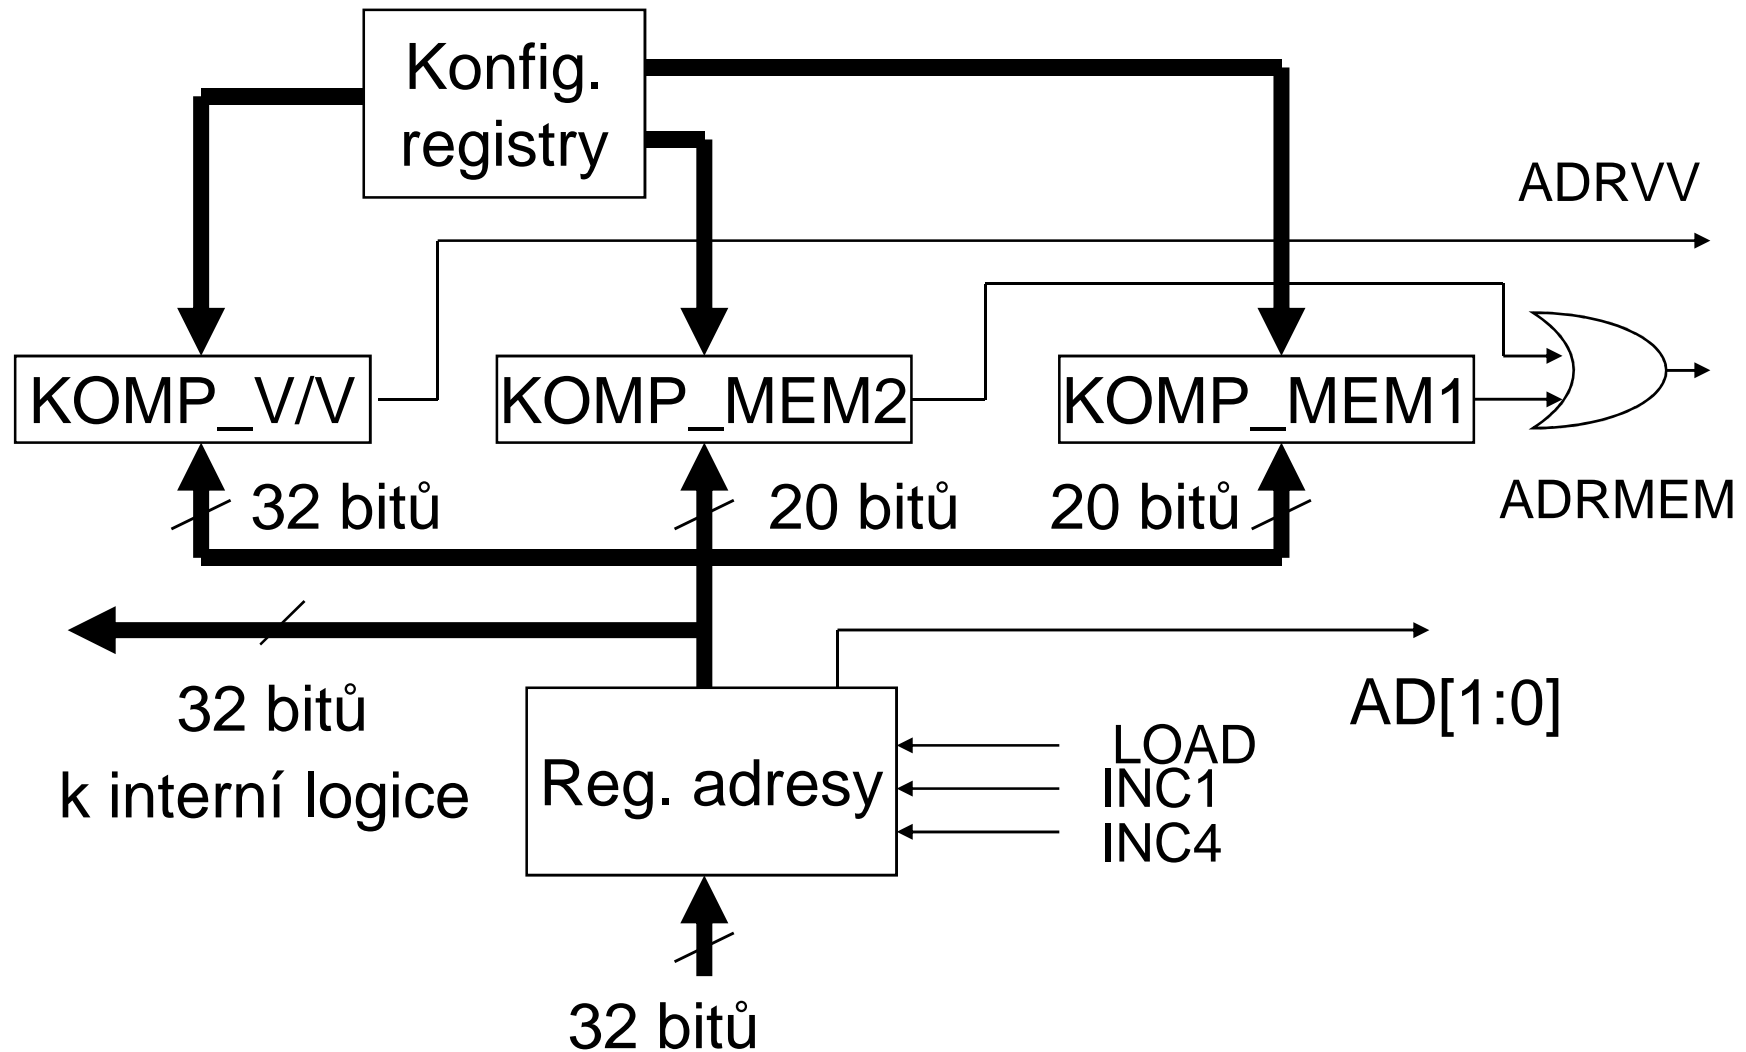 Konfig.
registry
ADRVV
KOMP_V/V
KOMP_MEM2
KOMP_MEM1
32 bitů
20 bitů
20 bitů
ADRMEM
32 bitů
k interní logice
AD[1:0]
Reg. adresy
LOAD
INC1
INC4
32 bitů